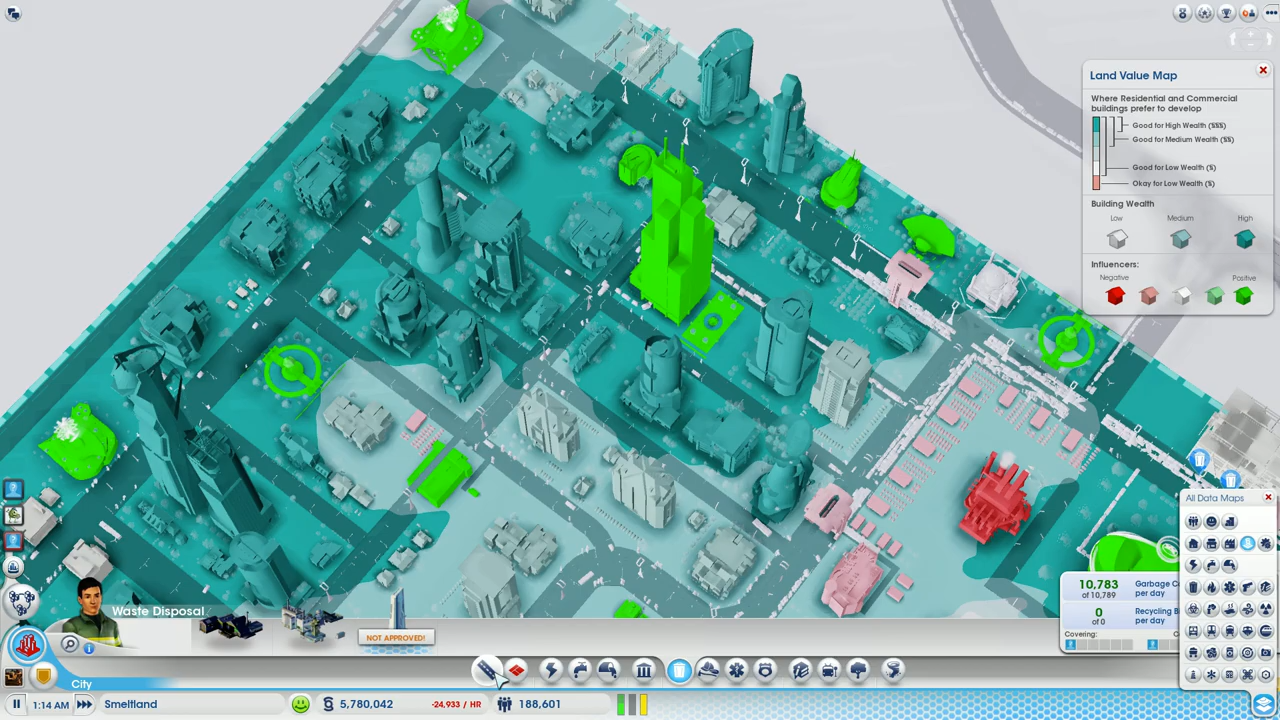 Land Value Map
Where Residential and Commercial
buildings prefer to develop
Good for High Wealth ($$$)
Good for Medium Wealth ($$)
Good for Low Wealth ($)
Okay for Low Wealth ($)
Building Wealth
Low
Medium
High
Influencers:
Negative
Positive
All Data Maps
10,783
of 10,789
Garbage C
per day
0
of 0
Recycling B
per day
Covering:
Waste Disposal
NOT APPROVED!
City
1:14 AM
Smeltland
5,780,042
-24,933 / HR
188,601